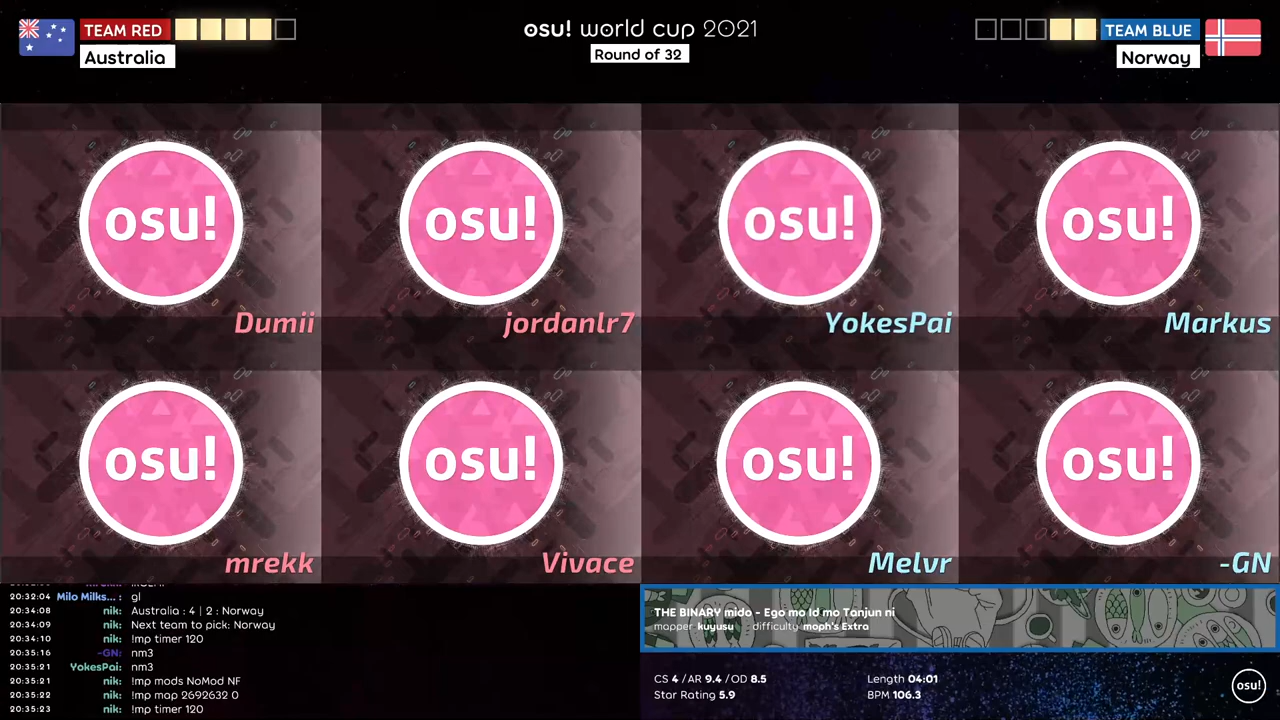 TEAM RED
Australia
osu! world cup 2021
Round of 32
TEAM BLUE
Norway
osu!
osu!
osu!
osu!
Dumii
jordanlr7
YokesPai
Markus
osu!
osu!
osu!
osu!
mrekk
Vivace
Melvr
-GN
20:32:04 Milo Milks... : gl
20:34:08 nik: Australia : 4 | 2 : Norway
20:34:09 nik: Next team to pick: Norway
20:34:10 nik: !mp timer 120
20:35:16 -GN: nm3
20:35:21 YokesPai: nm3
20:35:21 nik: !mp mods NoMod NF
20:35:22 nik: !mp map 2692632 0
20:35:23 nik: !mp timer 120
THE BINARY mido - Ego mo Id mo Tanjun ni
mapper kuyusu difficulty moph's Extra
CS 4 / AR 9.4 / OD 8.5
Star Rating 5.9
Length 04:01
BPM 106.3
osu!